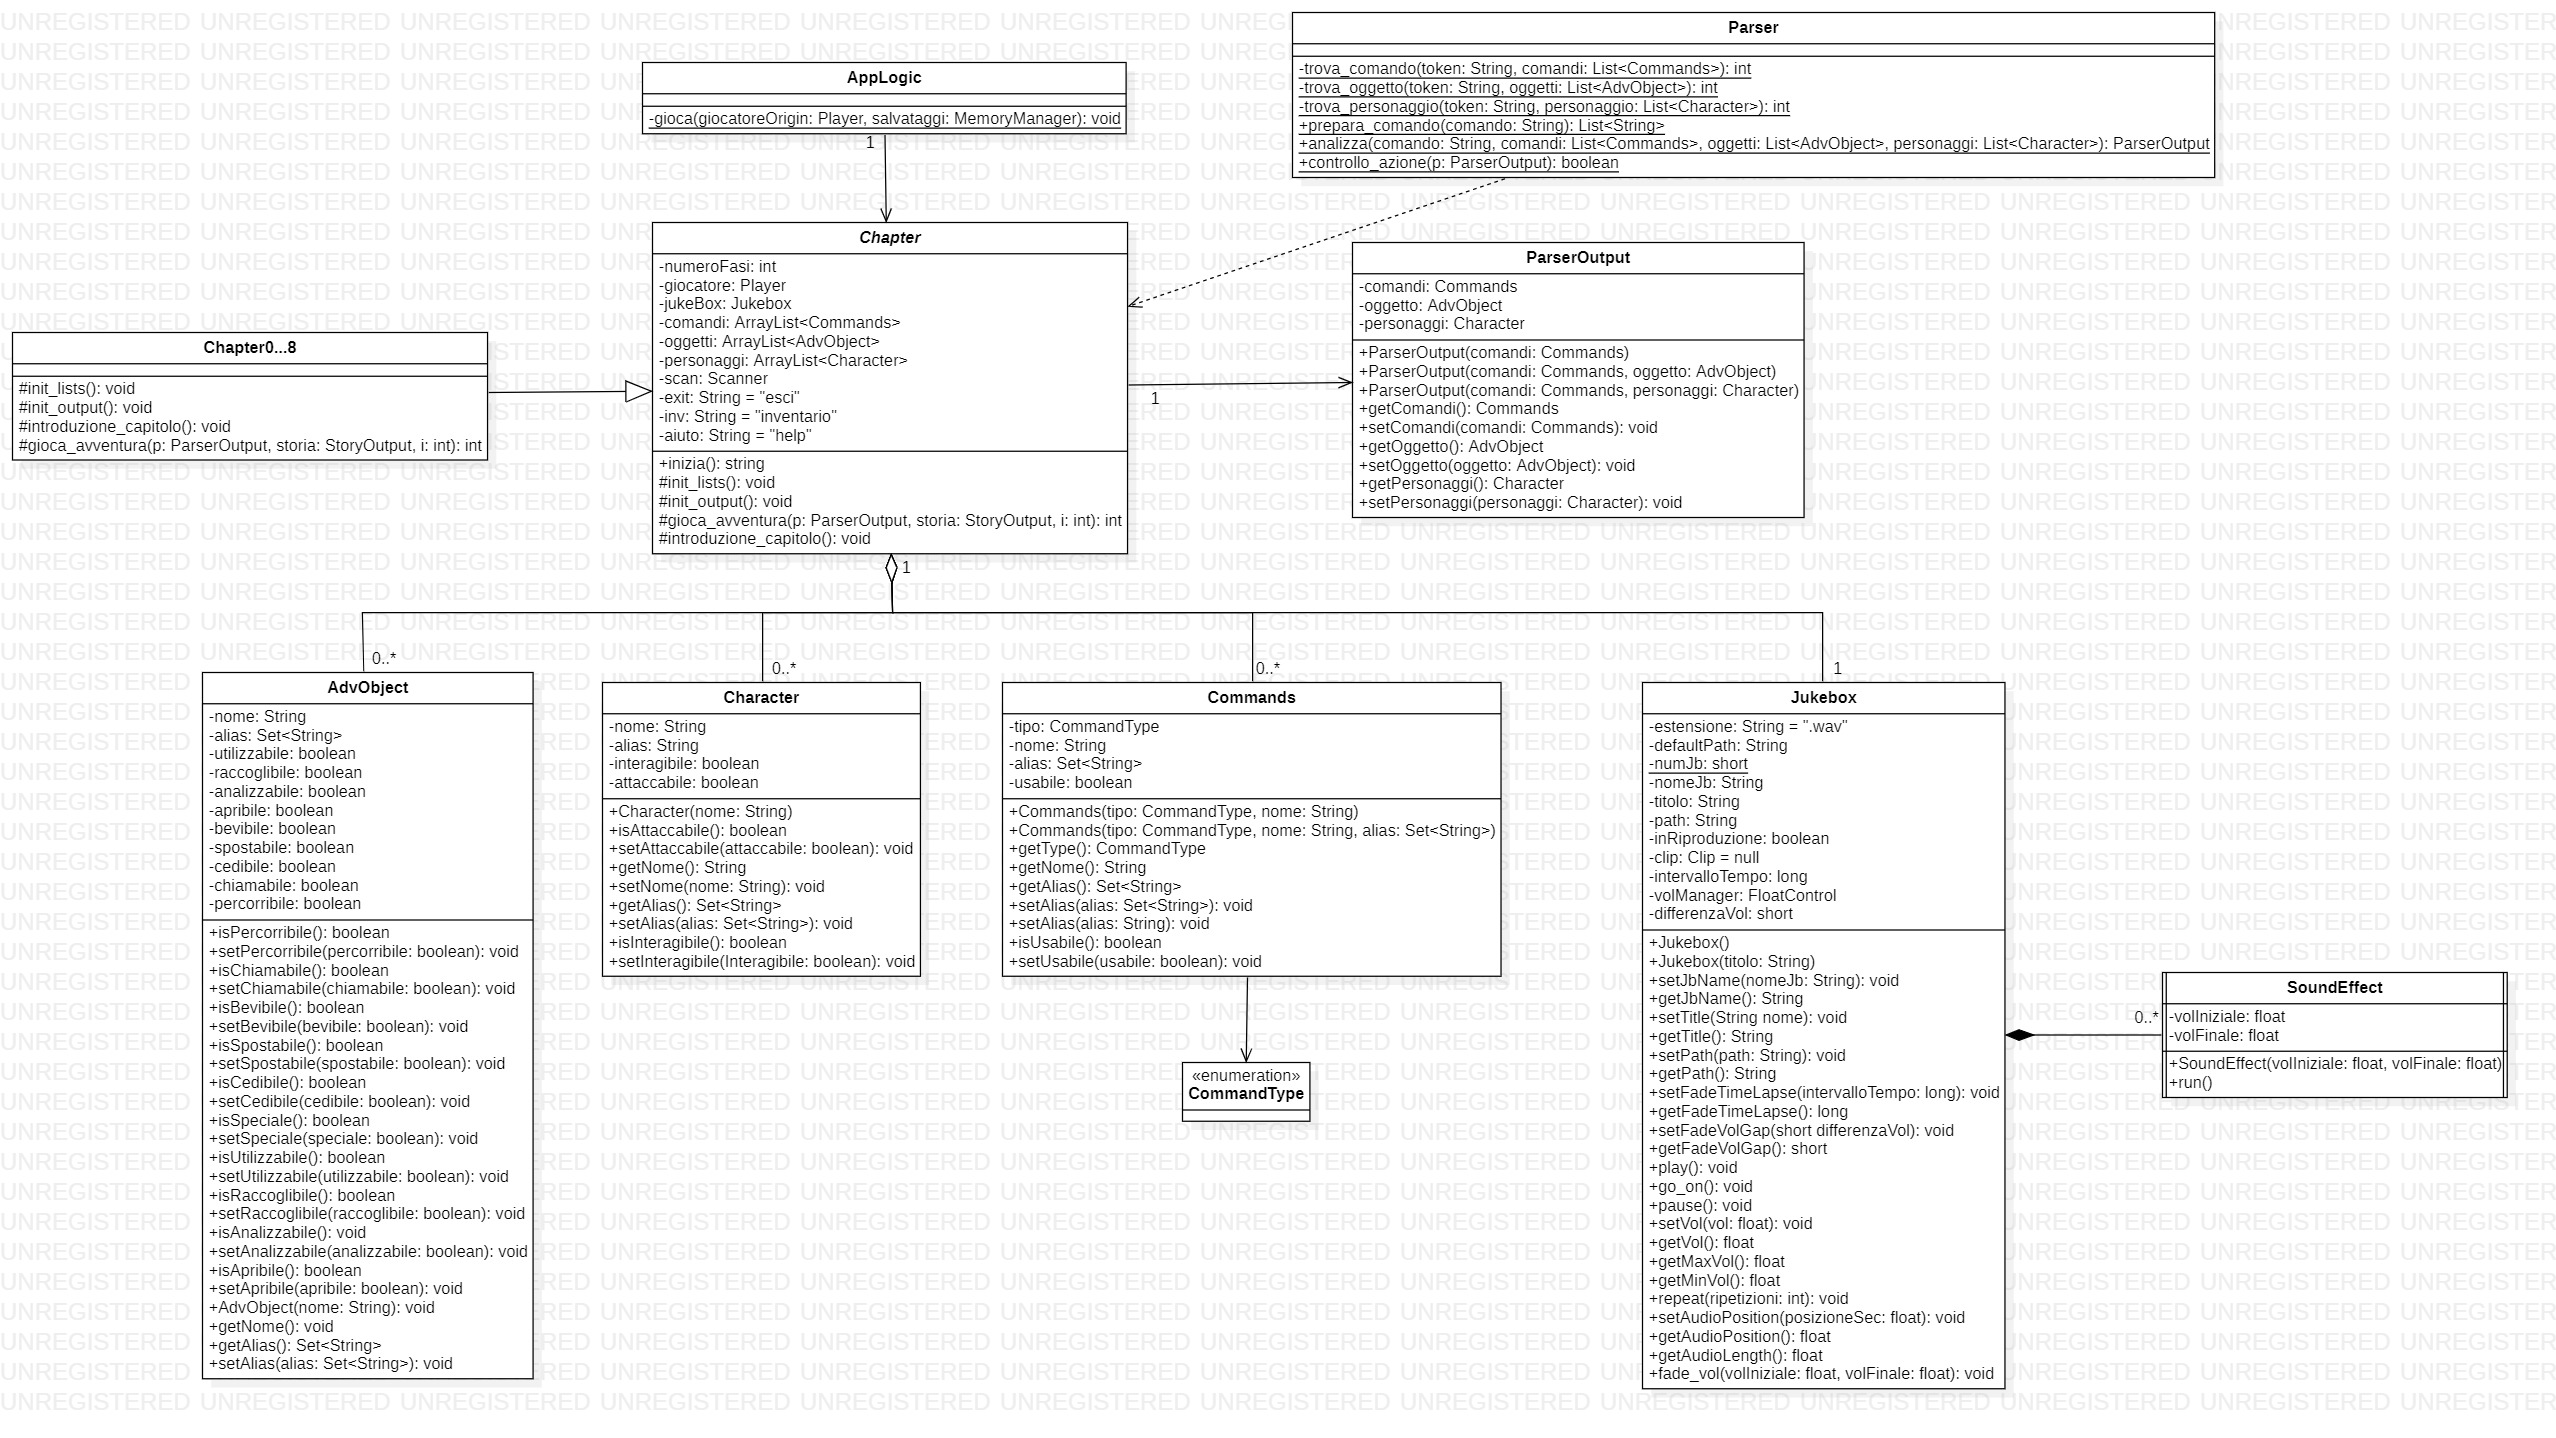 AppLogic
-gioca(giocatoreOrigin: Player, salvataggi: MemoryManager): void
1
Parser
-trova_comando(token: String, comandi: List<Commands>): int
-trova_oggetto(token: String, oggetti: List<AdvObject>): int
-trova_personaggio(token: String, personaggio: List<Character>): int
+prepara_comando(comando: String): List<String>
+analizza(comando: String, comandi: List<Commands>, oggetti: List<AdvObject>, personaggi: List<Character>): ParserOutput
+controllo_azione(p: ParserOutput): boolean
Chapter0...8
#init_lists(): void
#init_output(): void
#introduzione_capitolo(): void
#gioca_avventura(p: ParserOutput, storia: StoryOutput, i: int): int
Chapter
-numeroFasi: int
-giocatore: Player
-jukeBox: Jukebox
-comandi: ArrayList<Commands>
-oggetti: ArrayList<AdvObject>
-personaggi: ArrayList<Character>
-scan: Scanner
-exit: String = "esci"
-inv: String = "inventario"
-aiuto: String = "help"
+inizia(): string
#init_lists(): void
#init_output(): void
#gioca_avventura(p: ParserOutput, storia: StoryOutput, i: int): int
#introduzione_capitolo(): void
1
1
ParserOutput
-comandi: Commands
-oggetto: AdvObject
-personaggi: Character
+ParserOutput(comandi: Commands)
+ParserOutput(comandi: Commands, oggetto: AdvObject)
+ParserOutput(comandi: Commands, personaggi: Character)
+getComandi(): Commands
+setComandi(comandi: Commands): void
+getOggetto(): AdvObject
+setOggetto(oggetto: AdvObject): void
+getPersonaggi(): Character
+setPersonaggi(personaggi: Character): void
0..*
AdvObject
-nome: String
-alias: Set<String>
-utilizzabile: boolean
-raccoglibile: boolean
-analizzabile: boolean
-apribile: boolean
-bevibile: boolean
-spostabile: boolean
-cedibile: boolean
-chiamabile: boolean
-percorribile: boolean
+isPercorribile(): boolean
+setPercorribile(percorribile: boolean): void
+isChiamabile(): boolean
+setChiamabile(chiamabile: boolean): void
+isBevibile(): boolean
+setBevibile(bevibile: boolean): void
+isSpostabile(): boolean
+setSpostabile(spostabile: boolean): void
+isCedibile(): boolean
+setCedibile(cedibile: boolean): void
+isSpeciale(): boolean
+setSpeciale(speciale: boolean): void
+isUtilizzabile(): boolean
+setUtilizzabile(utilizzabile: boolean): void
+isRaccoglibile(): boolean
+setRaccoglibile(raccoglibile: boolean): void
+isAnalizzabile(): void
+setAnalizzabile(analizzabile: boolean): void
+isApribile(): boolean
+setApribile(apribile: boolean): void
+AdvObject(nome: String): void
+getNome(): void
+getAlias(): Set<String>
+setAlias(alias: Set<String>): void
0..*
Character
-nome: String
-alias: String
-interagibile: boolean
-attaccabile: boolean
+Character(nome: String)
+isAttaccabile(): boolean
+setAttaccabile(attaccabile: boolean): void
+getNome(): String
+setNome(nome: String): void
+getAlias(): Set<String>
+setAlias(alias: Set<String>): void
+isInteragibile(): boolean
+setInteragibile(Interagibile: boolean): void
0..*
Commands
-tipo: CommandType
-nome: String
-alias: Set<String>
-usabile: boolean
+Commands(tipo: CommandType, nome: String)
+Commands(tipo: CommandType, nome: String, alias: Set<String>)
+getType(): CommandType
+getNome(): String
+getAlias(): Set<String>
+setAlias(alias: Set<String>): void
+setAlias(alias: String): void
+isUsabile(): boolean
+setUsabile(usabile: boolean): void
«enumeration»
CommandType
1
Jukebox
-estensione: String = ".wav"
-defaultPath: String
-numJb: short
-nomeJb: String
-titolo: String
-path: String
-inRiproduzione: boolean
-clip: Clip = null
-intervalloTempo: long
-volManager: FloatControl
-differenzaVol: short
+Jukebox()
+Jukebox(titolo: String)
+setJbName(nomeJb: String): void
+getJbName(): String
+setTitle(String nome): void
+getTitle(): String
+setPath(path: String): void
+getPath(): String
+setFadeTimeLapse(intervalloTempo: long): void
+getFadeTimeLapse(): long
+setFadeVolGap(short differenzaVol): void
+getFadeVolGap(): short
+play(): void
+go_on(): void
+pause(): void
+setVol(vol: float): void
+getVol(): float
+getMaxVol(): float
+getMinVol(): float
+repeat(ripetizioni: int): void
+setAudioPosition(posizioneSec: float): void
+getAudioPosition(): float
+getAudioLength(): float
+fade_vol(volIniziale: float, volFinale: float): void
0..*
SoundEffect
-volIniziale: float
-volFinale: float
+SoundEffect(volIniziale: float, volFinale: float)
+run()
UNREGISTERED